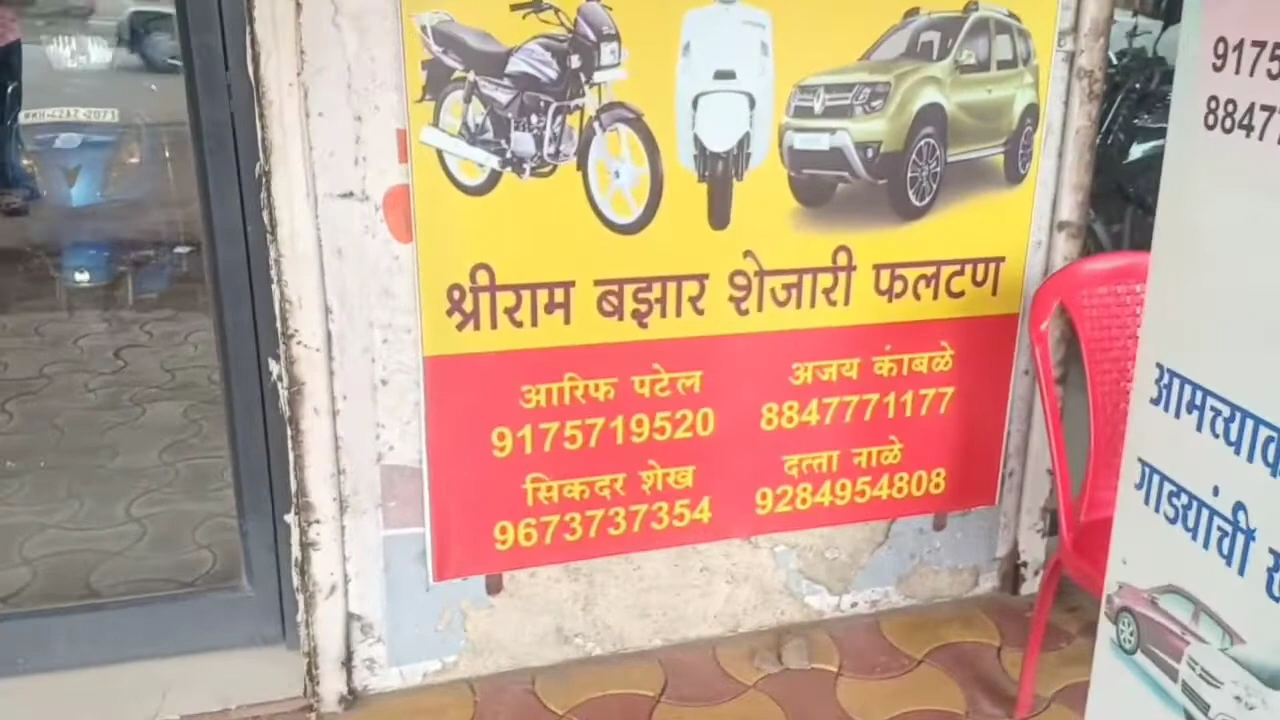 श्रीराम बझार शेजारी फलटण
आरिफ पटेल
9175719520
अजय कांबळे
8847771177
सिकदर शेख
9673737354
दत्ता नाळे
9284954808
9175
8847
आमच्याव
गाड्यांची